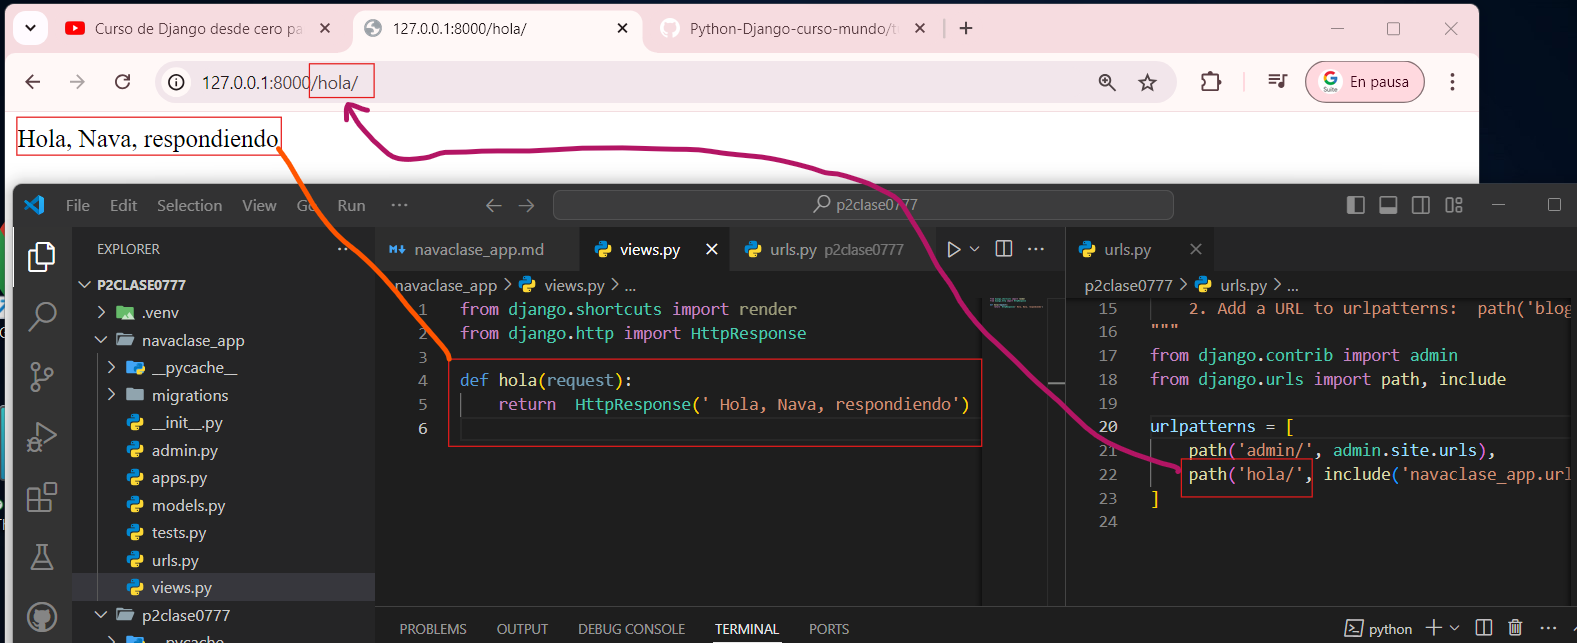 Curso de Django desde cero pa
127.0.0.1:8000/hola/
Python-Django-curso-mundo/t
127.0.0.1:8000/hola/
En pausa
Hola, Nava, respondiendo
File Edit Selection View Go Run ··· p2clase0777
EXPLORER
P2CLASE0777
.venv
navaclase_app
__pycache__
migrations
__init__.py
admin.py
apps.py
models.py
tests.py
urls.py
views.py
p2clase0777
navaclase_app.md
views.py
urls.py p2clase0777
navaclase_app > views.py > ...
1 from django.shortcuts import render
2 from django.http import HttpResponse
3
4 def hola(request):
5 return  HttpResponse(' Hola, Nava, respondiendo')
6
urls.py
p2clase0777 > urls.py > ...
15 2. Add a URL to urlpatterns:  path('blog
16 """
17 from django.contrib import admin
18 from django.urls import path, include
19
20 urlpatterns = [
21 path('admin/', admin.site.urls),
22 path('hola/', include('navaclase_app.url
23 ]
24
PROBLEMS OUTPUT DEBUG CONSOLE TERMINAL PORTS
python